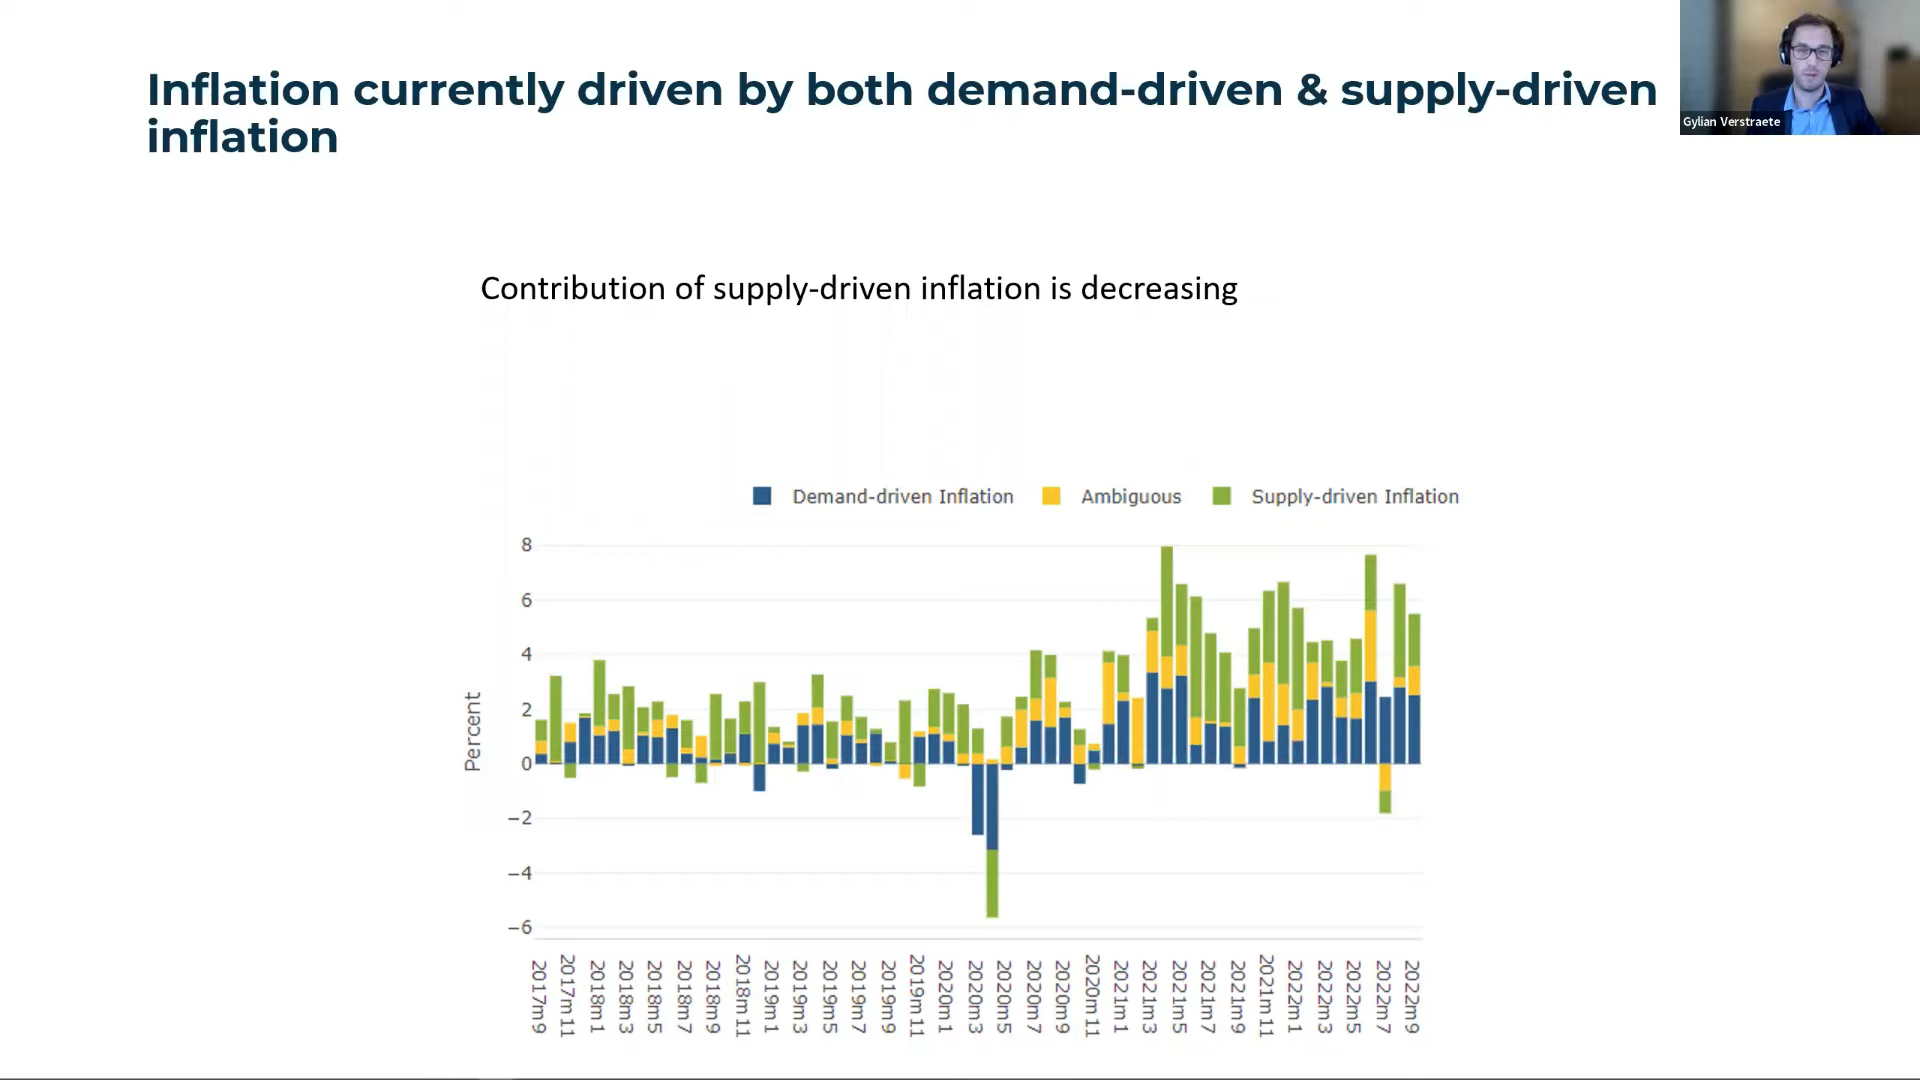 Inflation currently driven by both demand-driven & supply-driven
inflation
Gylian Verstraete
Contribution of supply-driven inflation is decreasing
Demand-driven Inflation Ambiguous Supply-driven Inflation
Percent
8
6
4
2
0
−2
−4
−6
2017m9
2017m11
2018m1
2018m3
2018m5
2018m7
2018m9
2018m11
2019m1
2019m3
2019m5
2019m7
2019m9
2019m11
2020m1
2020m3
2020m5
2020m7
2020m9
2020m11
2021m1
2021m3
2021m5
2021m7
2021m9
2021m11
2022m1
2022m3
2022m5
2022m7
2022m9